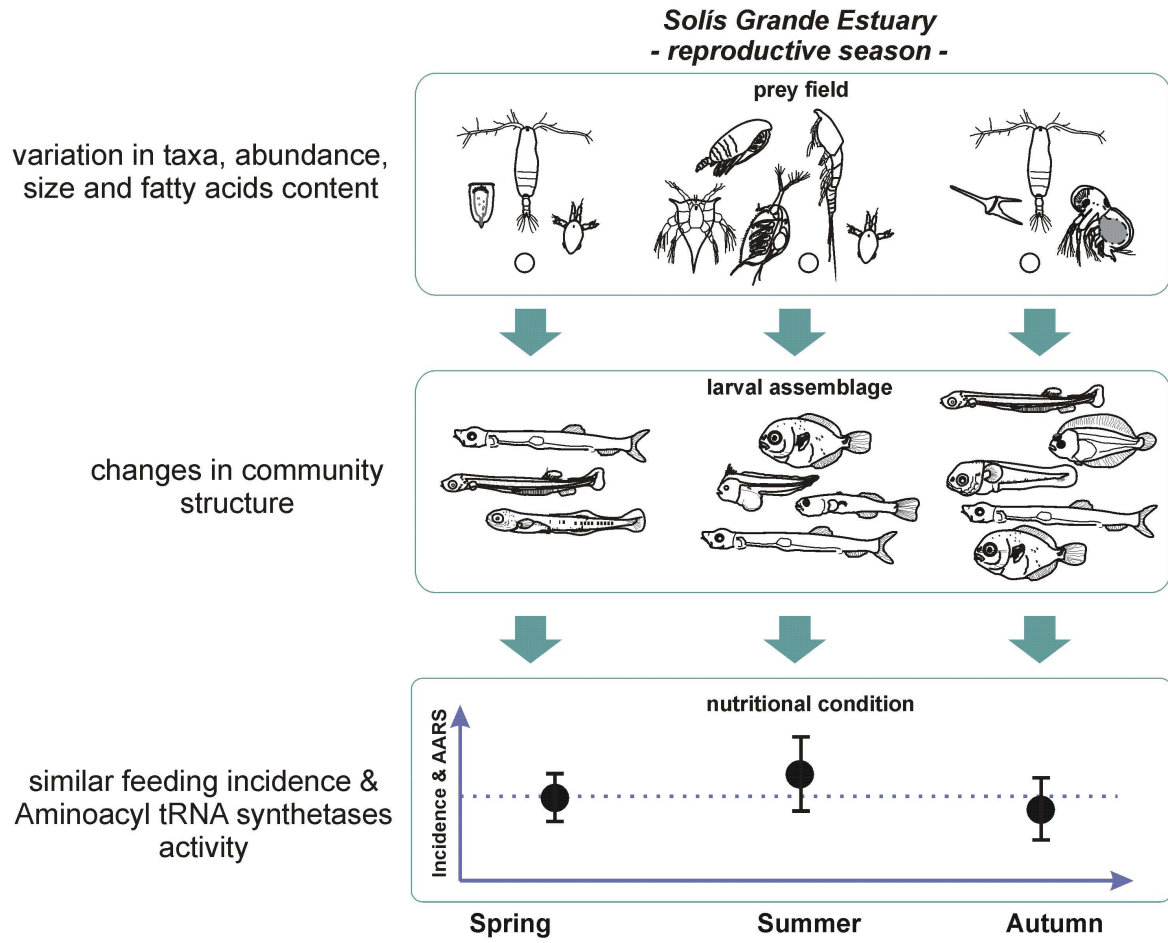 Solís Grande Estuary
- reproductive season -
prey field
variation in taxa, abundance,
size and fatty acids content
larval assemblage
changes in community
structure
nutritional condition
Incidence & AARS
similar feeding incidence &
Aminoacyl tRNA synthetases
activity
Spring
Summer
Autumn